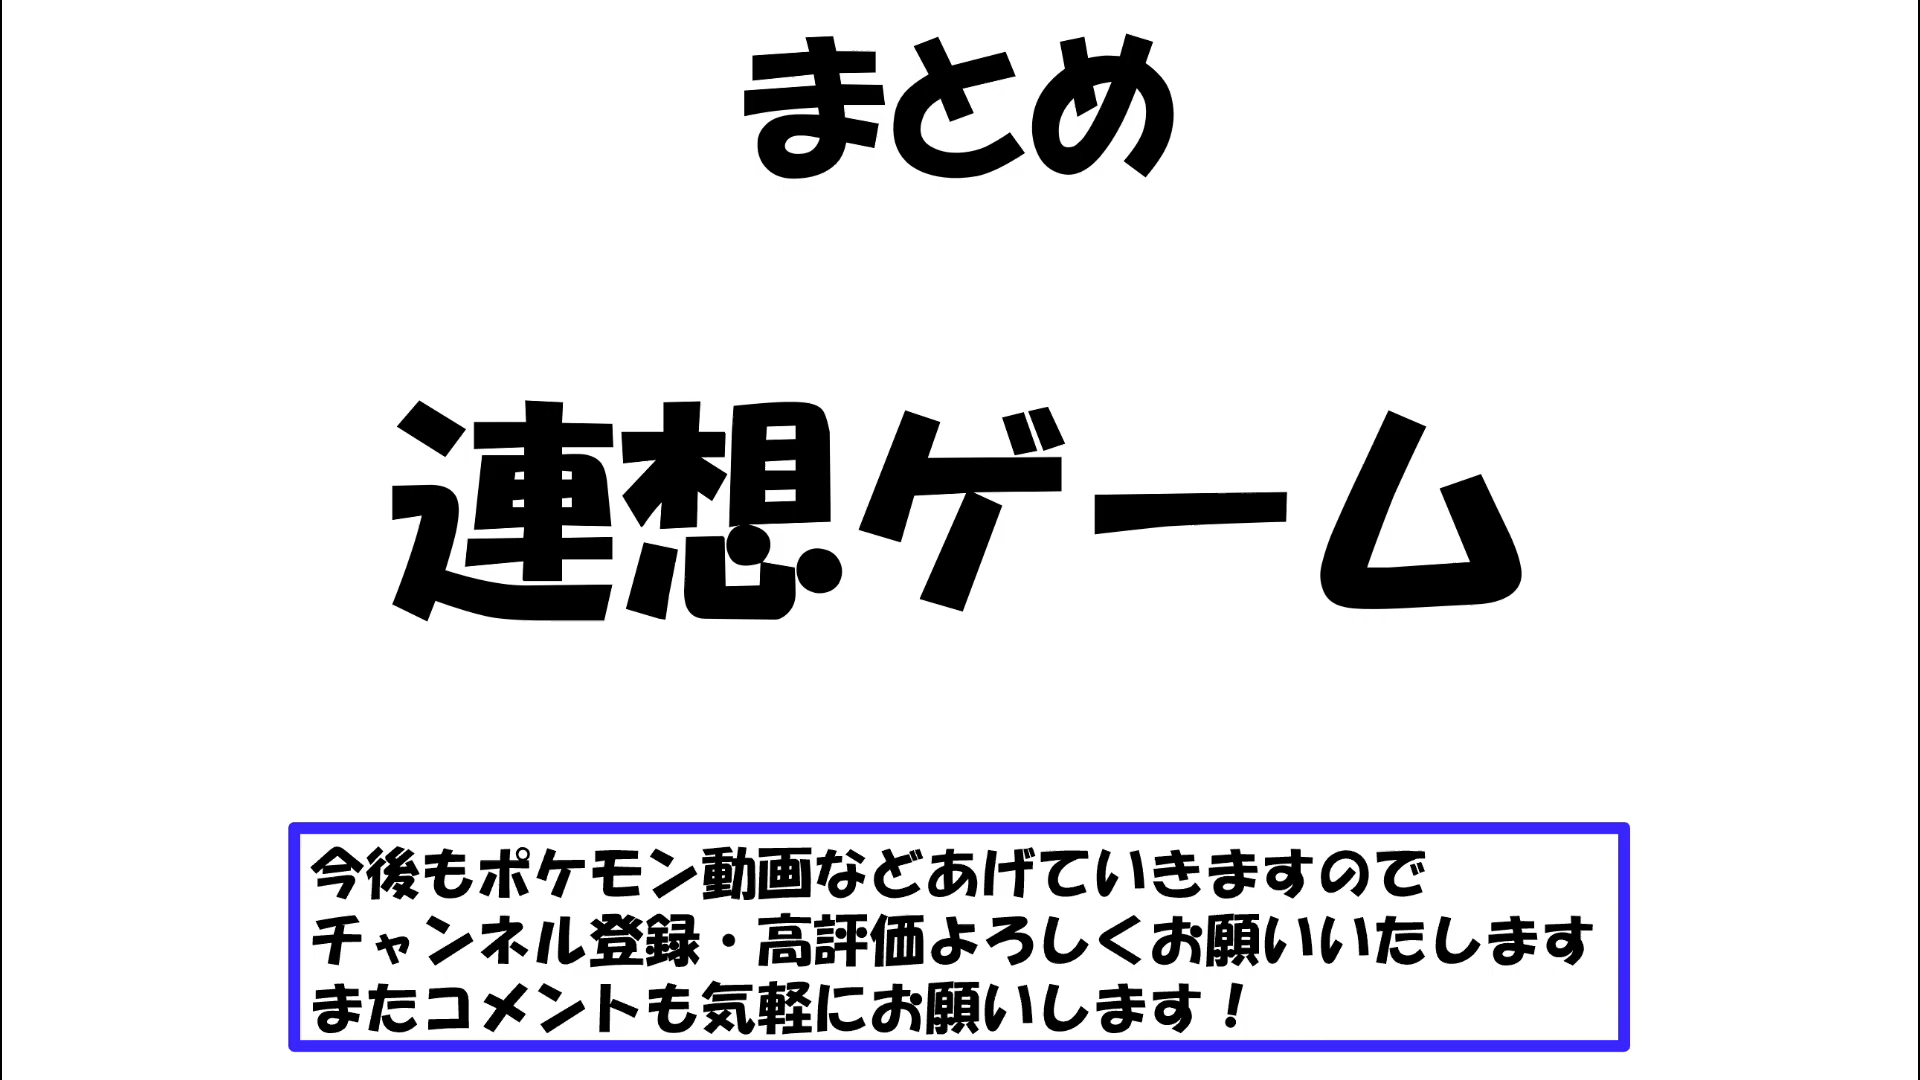 まとめ
連想ゲーム
今後もポケモン動画などあげていきますので
チャンネル登録・高評価よろしくお願いいたします
またコメントも気軽にお願いします！